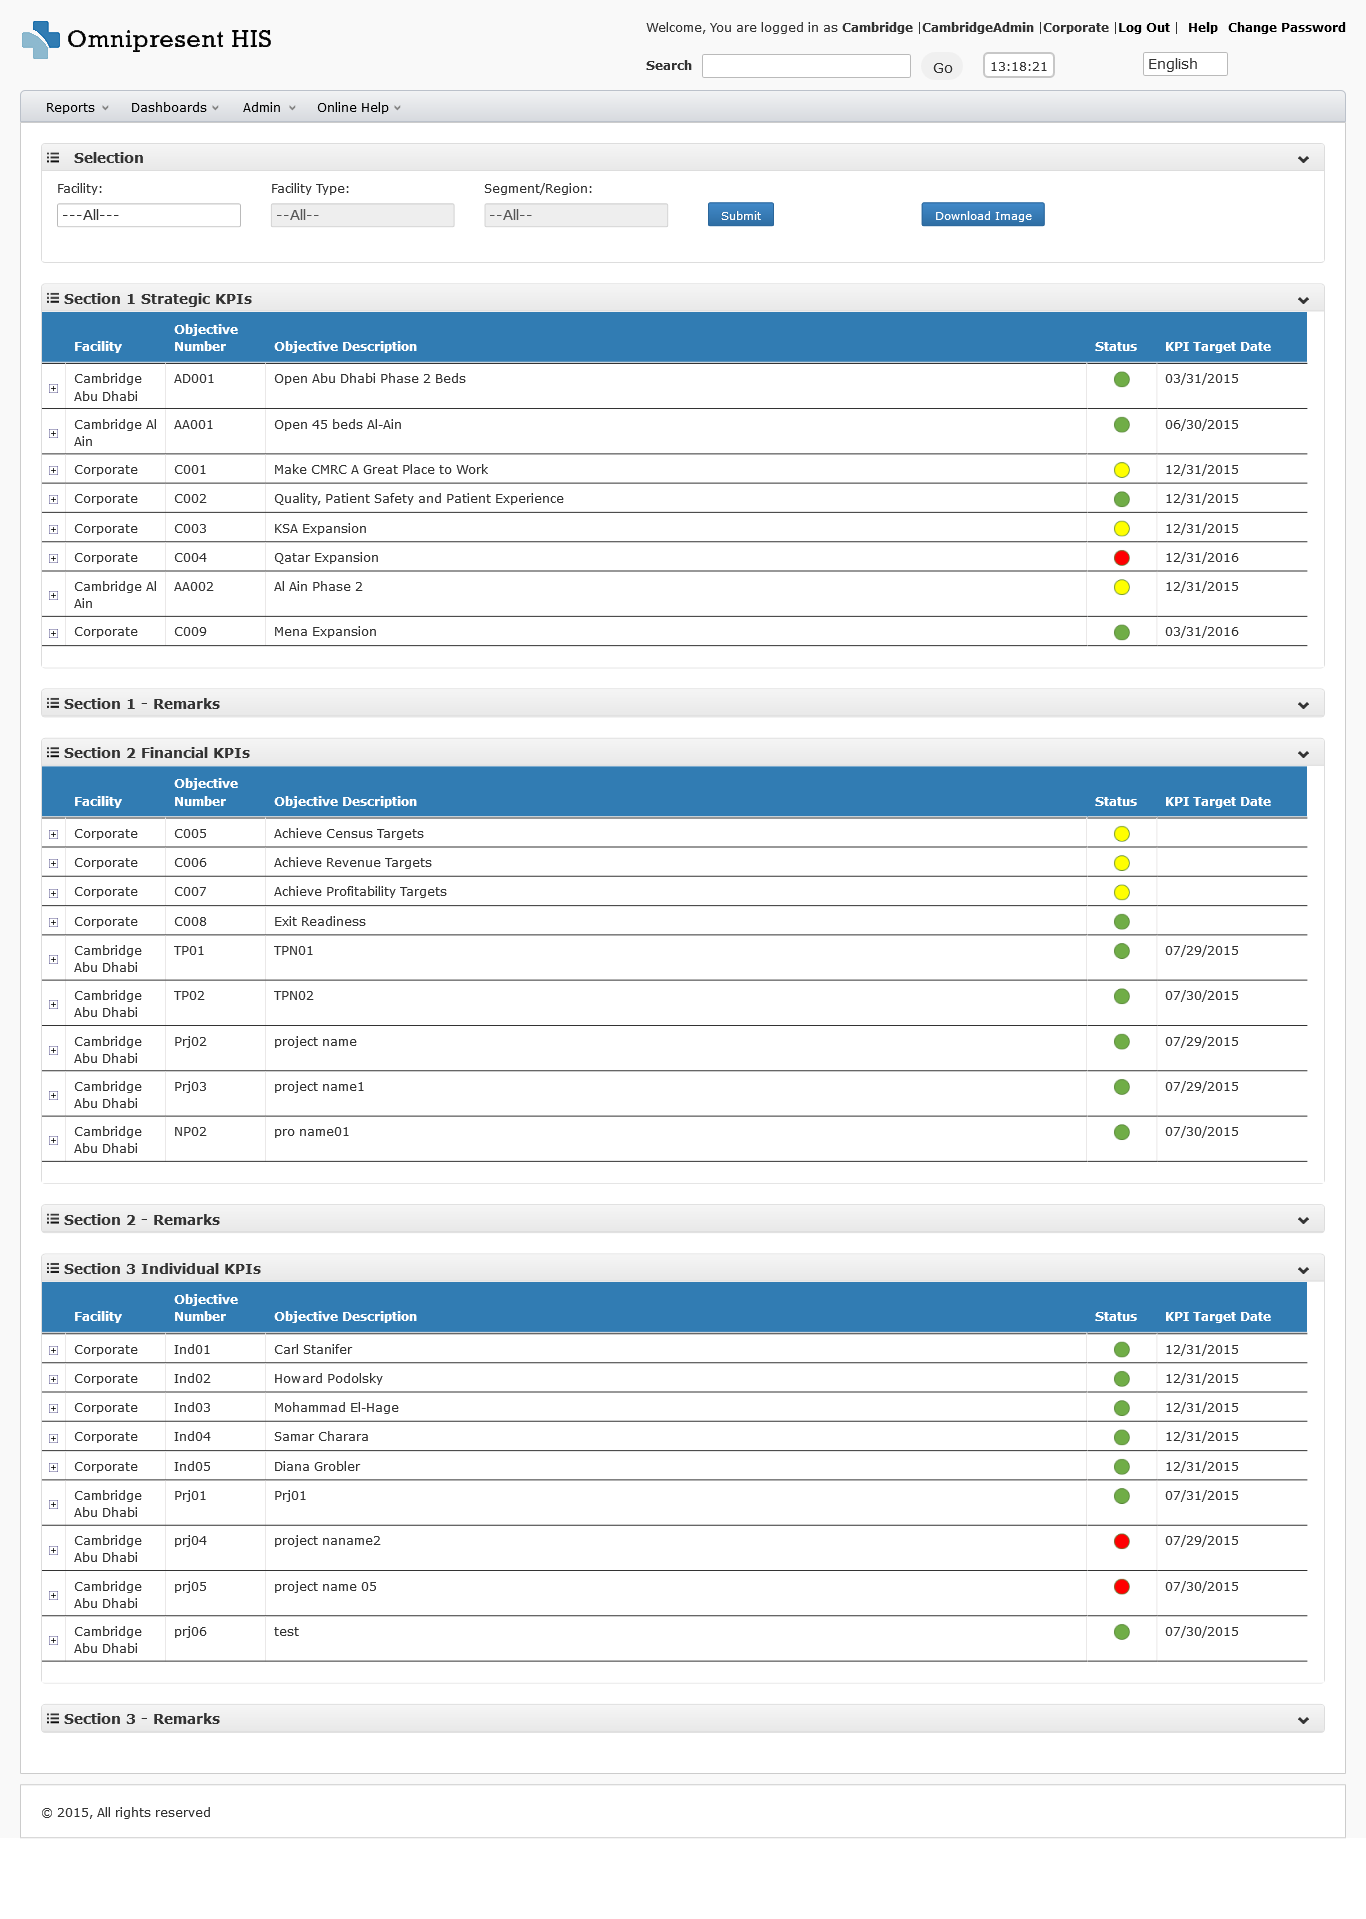 Omnipresent HIS
Welcome, You are logged in as Cambridge |CambridgeAdmin |Corporate |Log Out | Help Change Password
Search Go 13:18:21 English
Reports Dashboards Admin Online Help
Selection
Facility: Facility Type: Segment/Region:
---All--- --All-- --All-- Submit Download Image
Section 1 Strategic KPIs
Objective
Facility Number Objective Description Status KPI Target Date
Cambridge AD001 Open Abu Dhabi Phase 2 Beds 03/31/2015
Abu Dhabi
Cambridge Al AA001 Open 45 beds Al-Ain 06/30/2015
Ain
Corporate C001 Make CMRC A Great Place to Work 12/31/2015
Corporate C002 Quality, Patient Safety and Patient Experience 12/31/2015
Corporate C003 KSA Expansion 12/31/2015
Corporate C004 Qatar Expansion 12/31/2016
Cambridge Al AA002 Al Ain Phase 2 12/31/2015
Ain
Corporate C009 Mena Expansion 03/31/2016
Section 1 - Remarks
Section 2 Financial KPIs
Objective
Facility Number Objective Description Status KPI Target Date
Corporate C005 Achieve Census Targets
Corporate C006 Achieve Revenue Targets
Corporate C007 Achieve Profitability Targets
Corporate C008 Exit Readiness
Cambridge TP01 TPN01 07/29/2015
Abu Dhabi
Cambridge TP02 TPN02 07/30/2015
Abu Dhabi
Cambridge Prj02 project name 07/29/2015
Abu Dhabi
Cambridge Prj03 project name1 07/29/2015
Abu Dhabi
Cambridge NP02 pro name01 07/30/2015
Abu Dhabi
Section 2 - Remarks
Section 3 Individual KPIs
Objective
Facility Number Objective Description Status KPI Target Date
Corporate Ind01 Carl Stanifer 12/31/2015
Corporate Ind02 Howard Podolsky 12/31/2015
Corporate Ind03 Mohammad El-Hage 12/31/2015
Corporate Ind04 Samar Charara 12/31/2015
Corporate Ind05 Diana Grobler 12/31/2015
Cambridge Prj01 Prj01 07/31/2015
Abu Dhabi
Cambridge prj04 project naname2 07/29/2015
Abu Dhabi
Cambridge prj05 project name 05 07/30/2015
Abu Dhabi
Cambridge prj06 test 07/30/2015
Abu Dhabi
Section 3 - Remarks
© 2015, All rights reserved